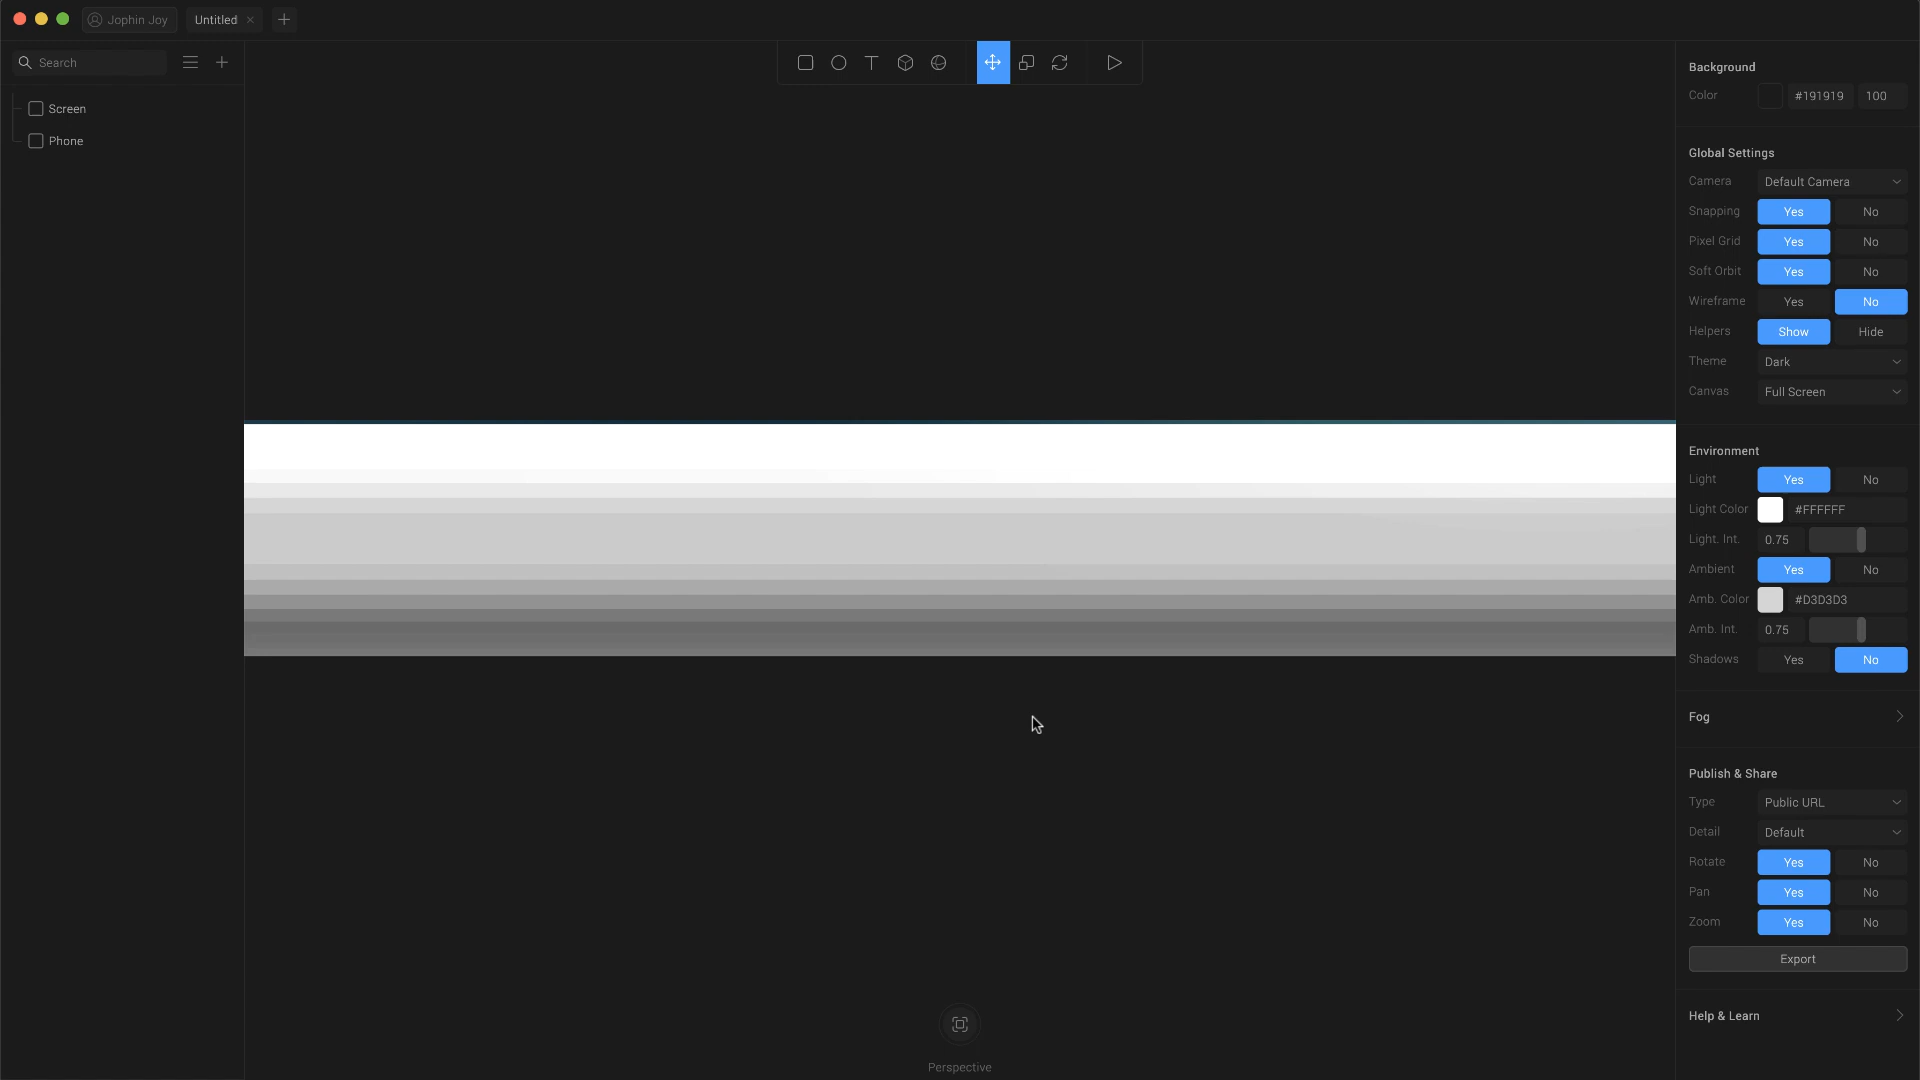 Jophin Joy
Untitled
Search
Screen
Phone
Perspective
Background
Color #191919 100
Global Settings
Camera Default Camera
Snapping Yes No
Pixel Grid Yes No
Soft Orbit Yes No
Wireframe Yes No
Helpers Show Hide
Theme Dark
Canvas Full Screen
Environment
Light Yes No
Light Color #FFFFFF
Light. Int. 0.75
Ambient Yes No
Amb. Color #D3D3D3
Amb. Int. 0.75
Shadows Yes No
Fog
Publish & Share
Type Public URL
Detail Default
Rotate Yes No
Pan Yes No
Zoom Yes No
Export
Help & Learn